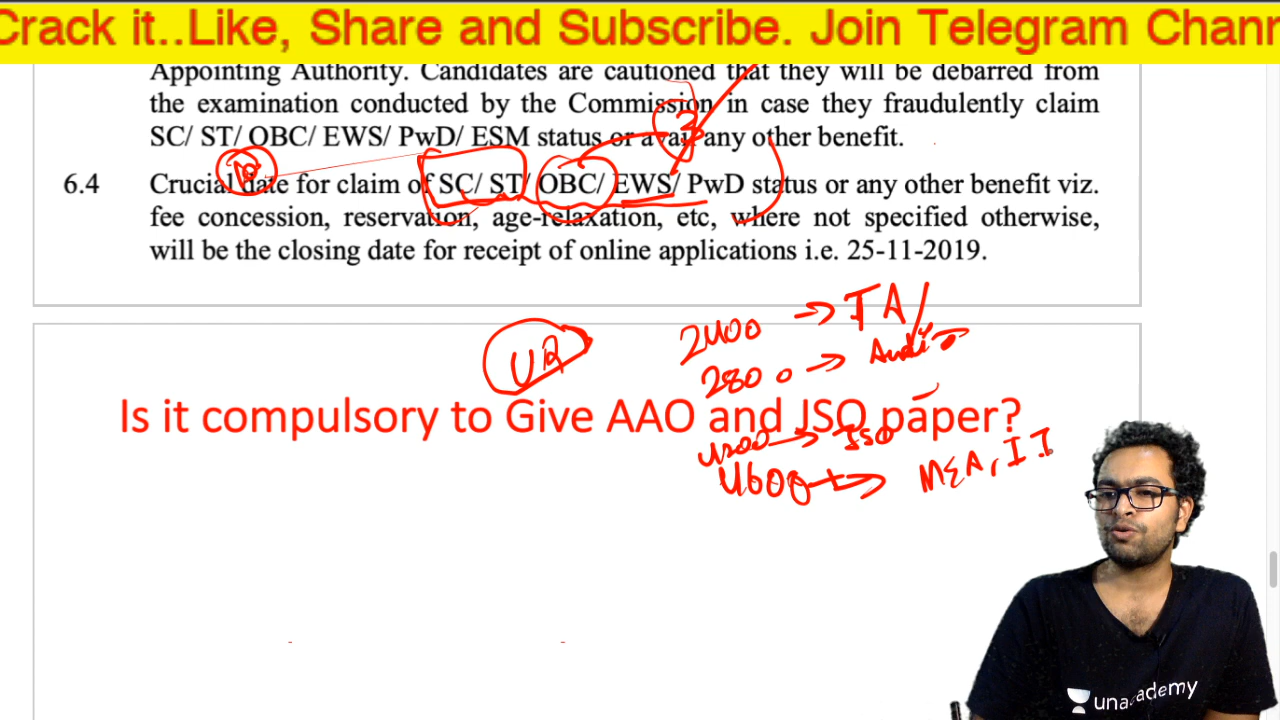 Crack it..Like, Share and Subscribe. Join Telegram Chann
Appointing Authority. Candidates are cautioned that they will be debarred from
the examination conducted by the Commission in case they fraudulently claim
SC/ ST/ OBC/ EWS/ PwD/ ESM status or avail any other benefit.
6.4 Crucial date for claim of SC/ ST/ OBC/ EWS/ PwD status or any other benefit viz.
fee concession, reservation, age-relaxation, etc, where not specified otherwise,
will be the closing date for receipt of online applications i.e. 25-11-2019.
3
UR
2400 → TA/
2800 → Auditor
Is it compulsory to Give AAO and JSO paper?
4200 → JSO
4600 → MEA, II
unacademy